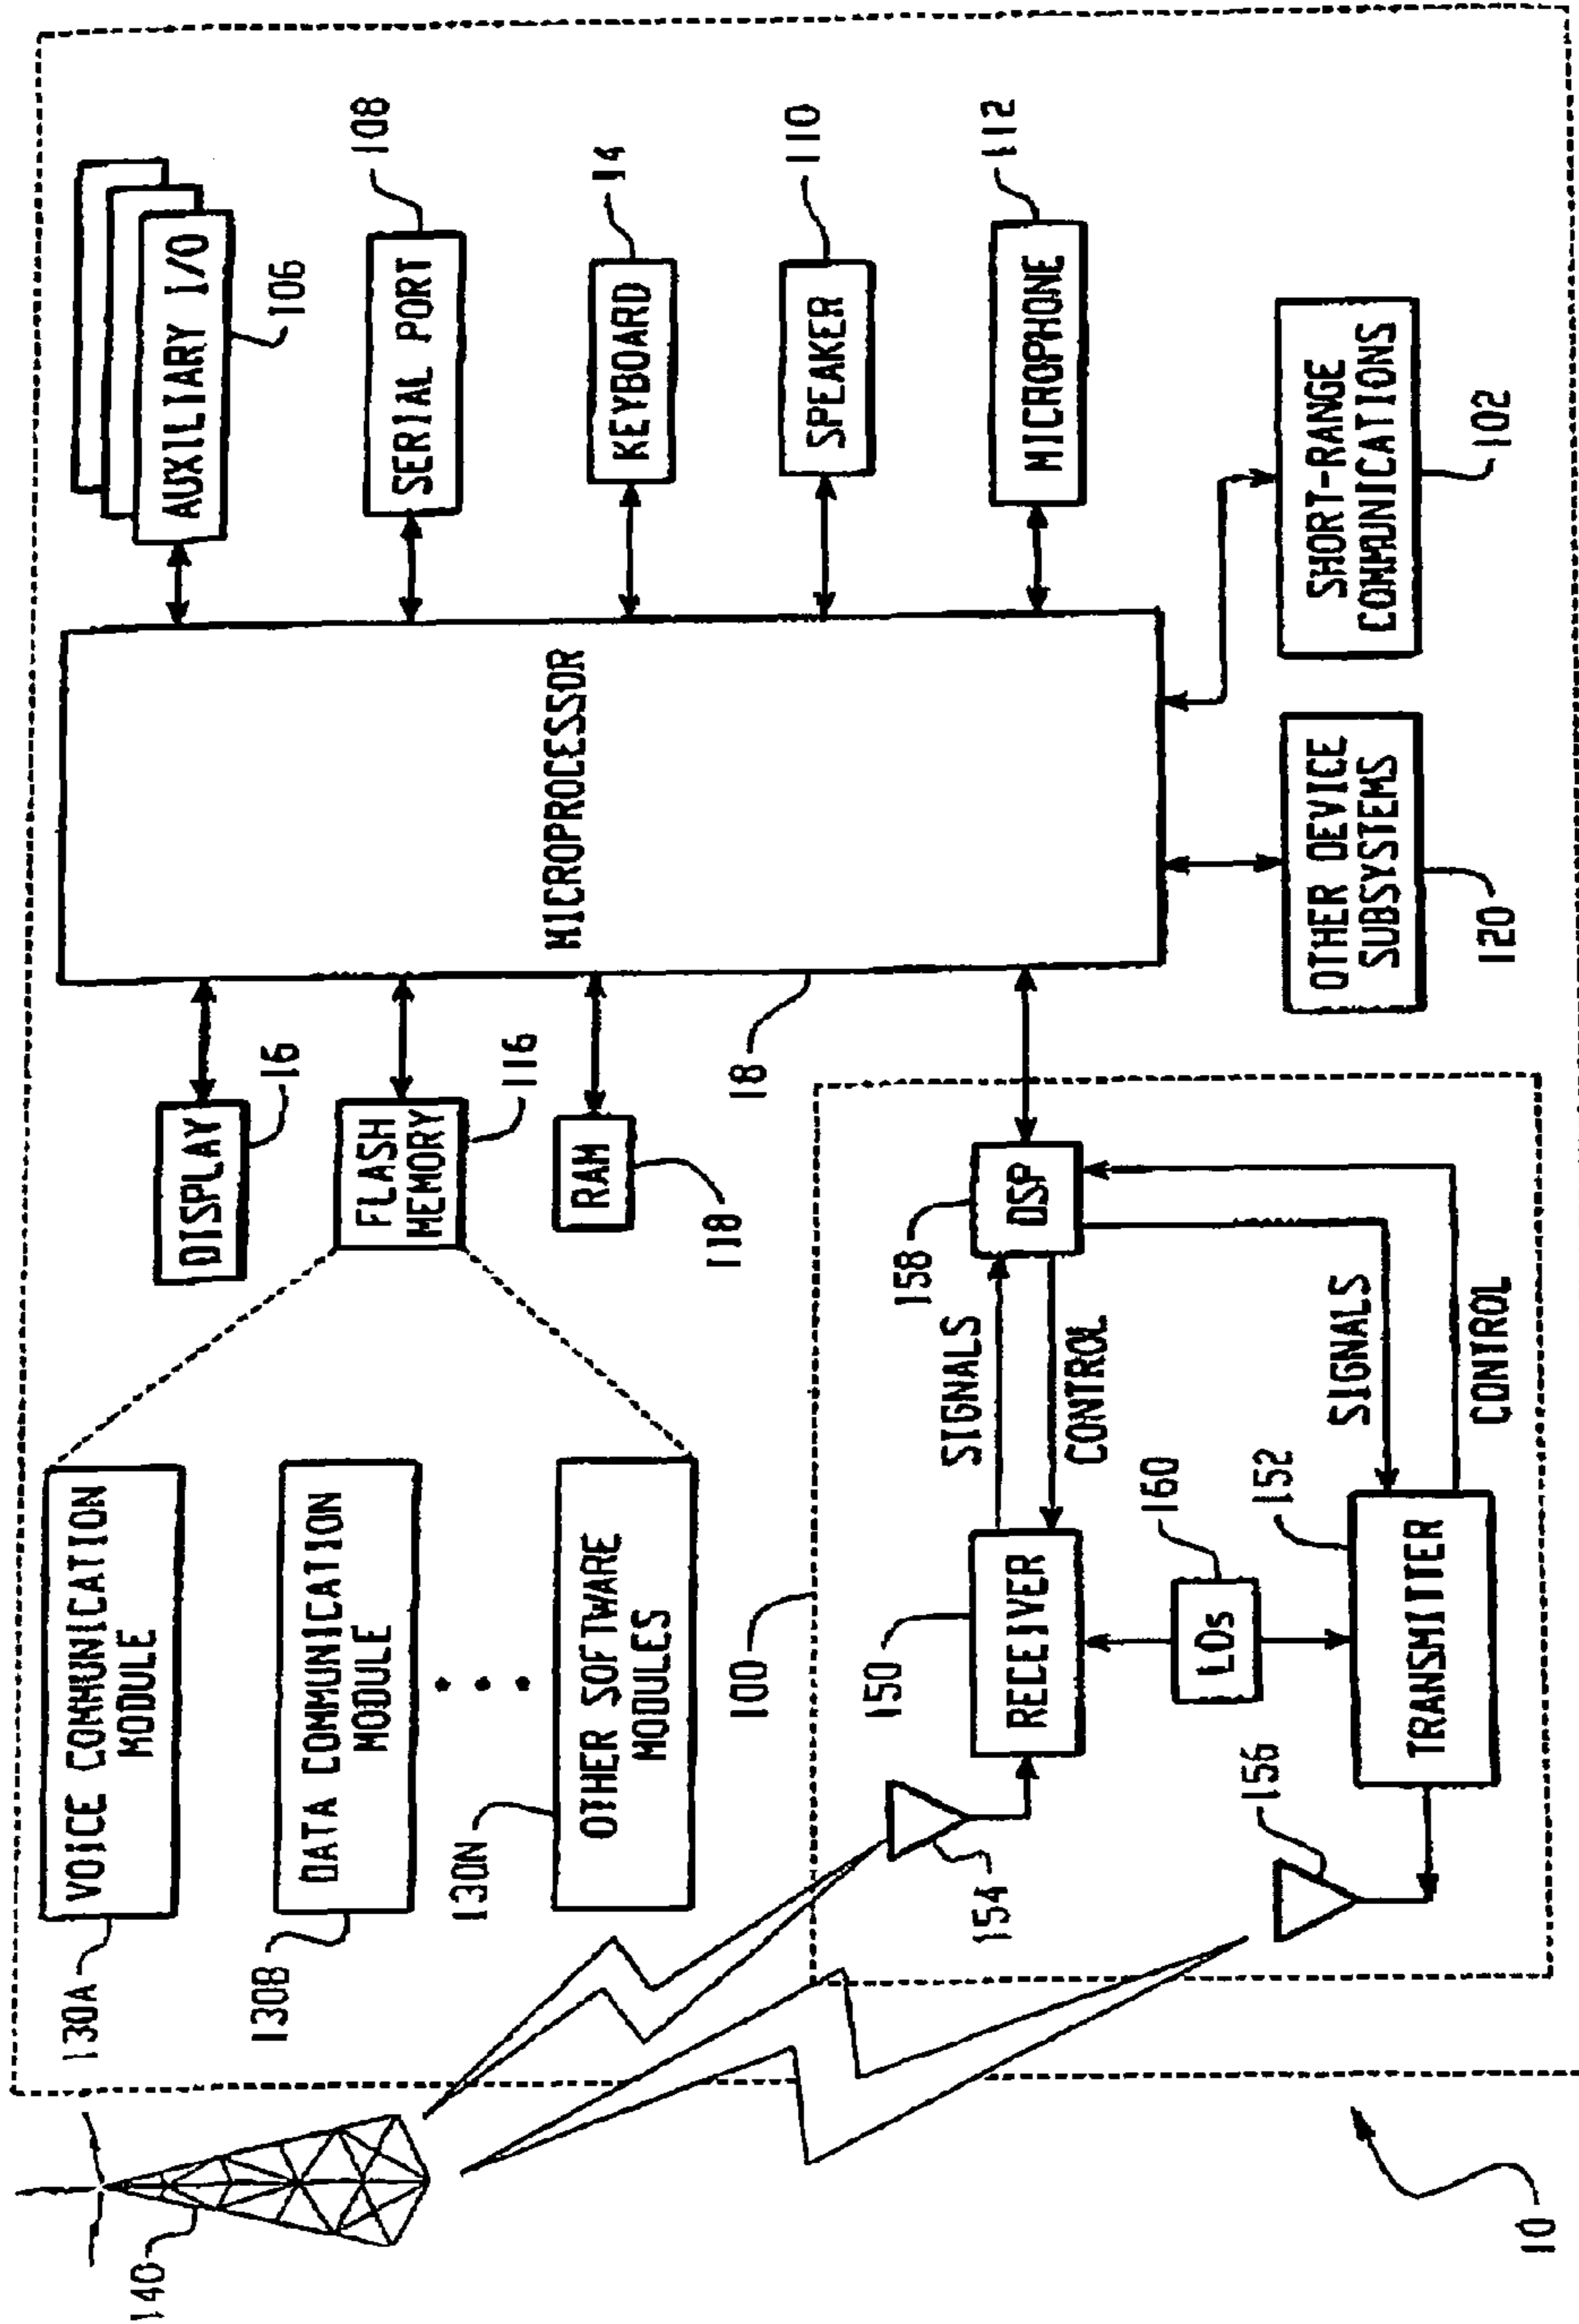 140
130A
VOICE COMMUNICATION
MODULE
130B
DATA COMMUNICATION
MODULE
130N
OTHER SOFTWARE
MODULES
DISPLAY
16
FLASH
MEMORY
116
RAM
118
MICROPROCESSOR
18
AUXILIARY I/O
106
SERIAL PORT
108
KEYBOARD
14
SPEAKER
110
MICROPHONE
112
100
150
RECEIVER
154
SIGNALS
CONTROL
158
DSP
160
LOs
156
152
TRANSMITTER
SIGNALS
CONTROL
OTHER DEVICE
SUBSYSTEMS
120
SHORT-RANGE
COMMUNICATIONS
102
10